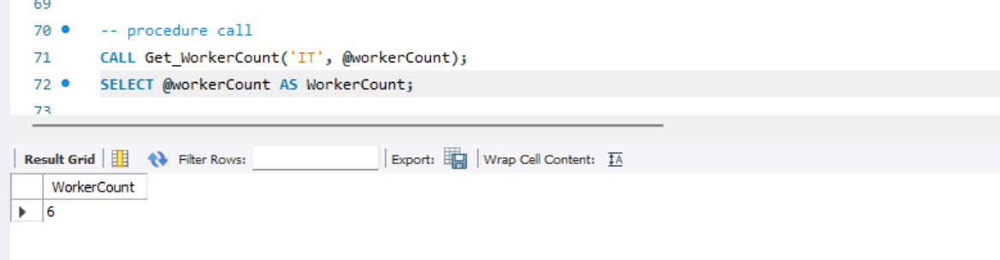 69
70 -- procedure call
71 CALL Get_WorkerCount('IT', @workerCount);
72 SELECT @workerCount AS WorkerCount;
73
Result Grid Filter Rows: Export: Wrap Cell Content: IA
WorkerCount
6